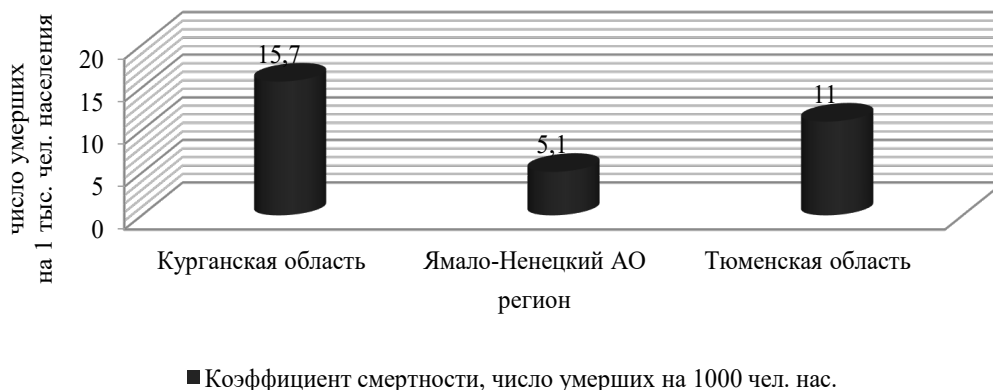 число умерших
на 1 тыс. чел. населения
20
15
10
5
0
15,7
5,1
11
Курганская область
Ямало-Ненецкий АО
Тюменская область
регион
Коэффициент смертности, число умерших на 1000 чел. нас.